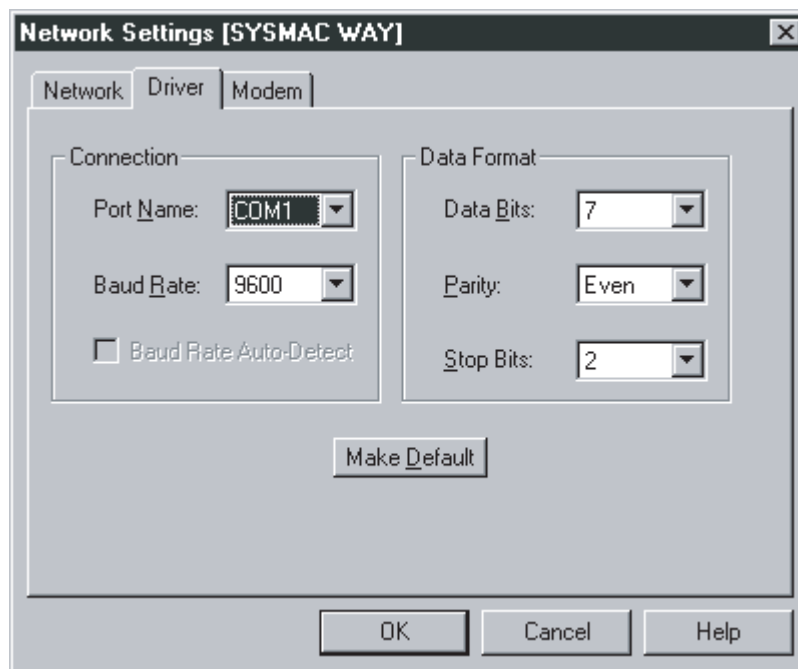 Network Settings [SYSMAC WAY]
Network Driver Modem
Connection
Port Name: COM1
Baud Rate: 9600
Baud Rate Auto-Detect
Data Format
Data Bits: 7
Parity: Even
Stop Bits: 2
Make Default
OK Cancel Help